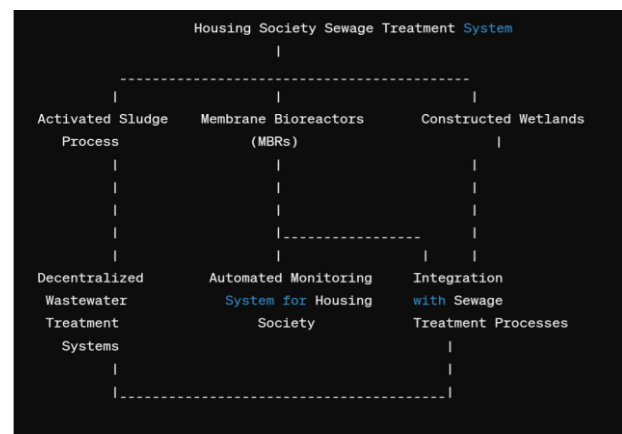 Housing Society Sewage Treatment System
Activated Sludge Membrane Bioreactors Constructed Wetlands
Process (MBRs)
Decentralized Automated Monitoring Integration
Wastewater System for Housing with Sewage
Treatment Society Treatment Processes
Systems